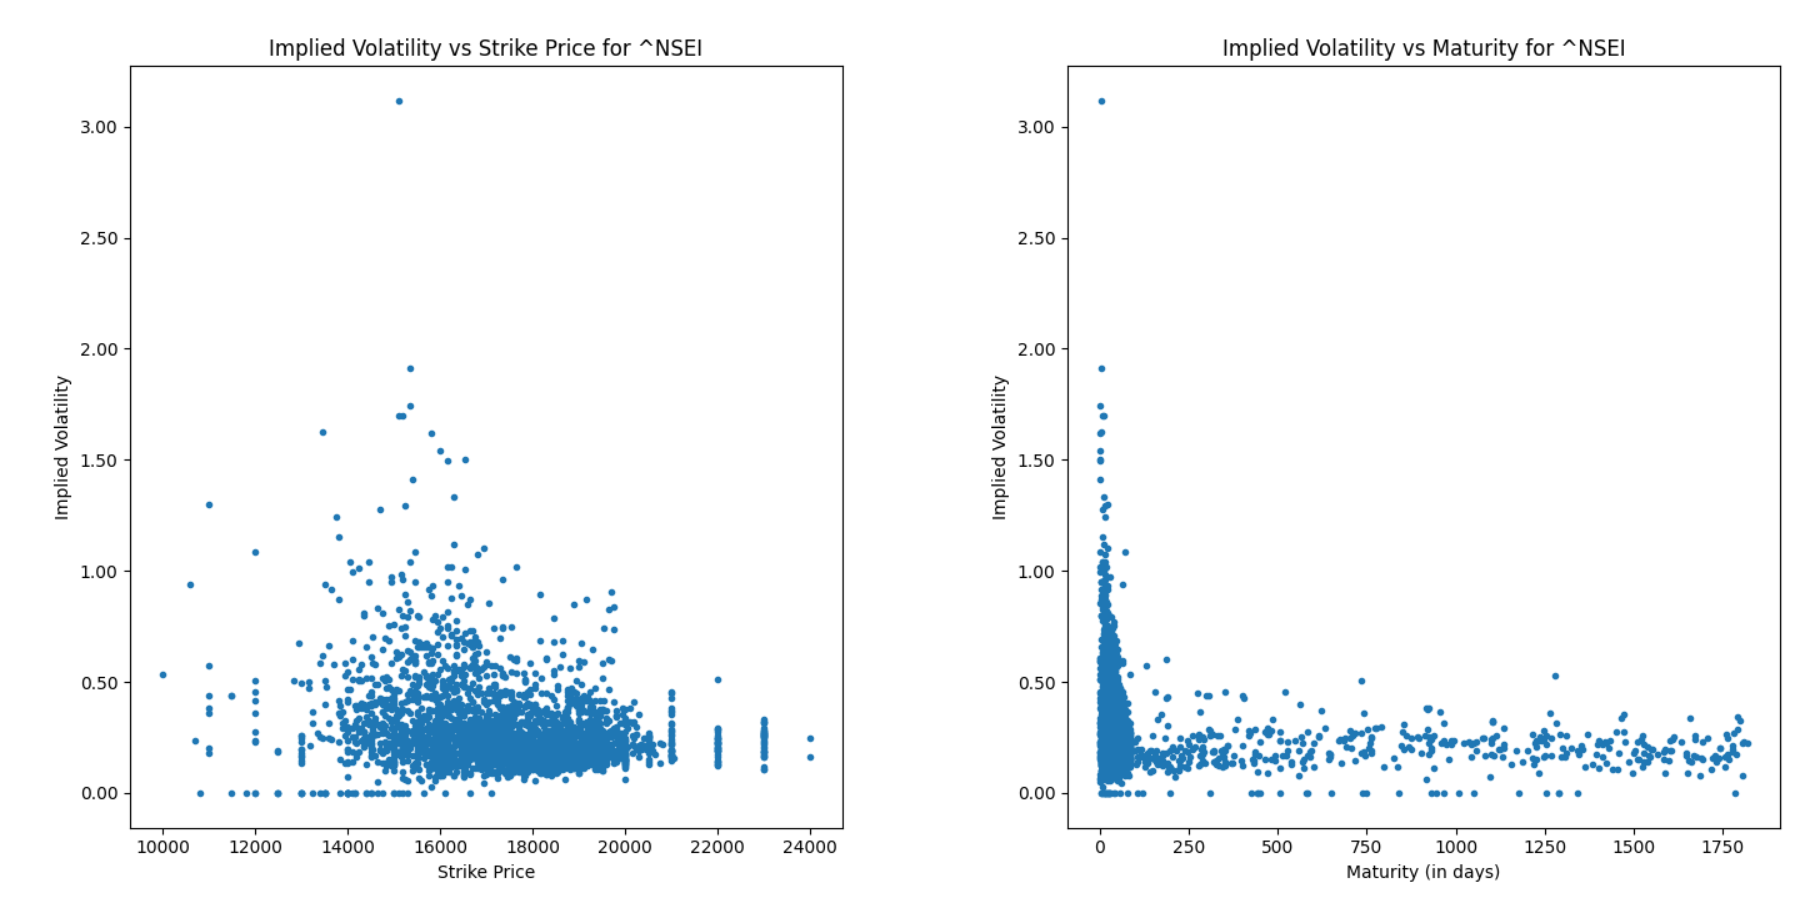 Implied Volatility vs Strike Price for ^NSEI
3.00
2.50
2.00
1.50
1.00
0.50
0.00
Implied Volatility
10000 12000 14000 16000 18000 20000 22000 24000
Strike Price
Implied Volatility vs Maturity for ^NSEI
3.00
2.50
2.00
1.50
1.00
0.50
0.00
Implied Volatility
0 250 500 750 1000 1250 1500 1750
Maturity (in days)